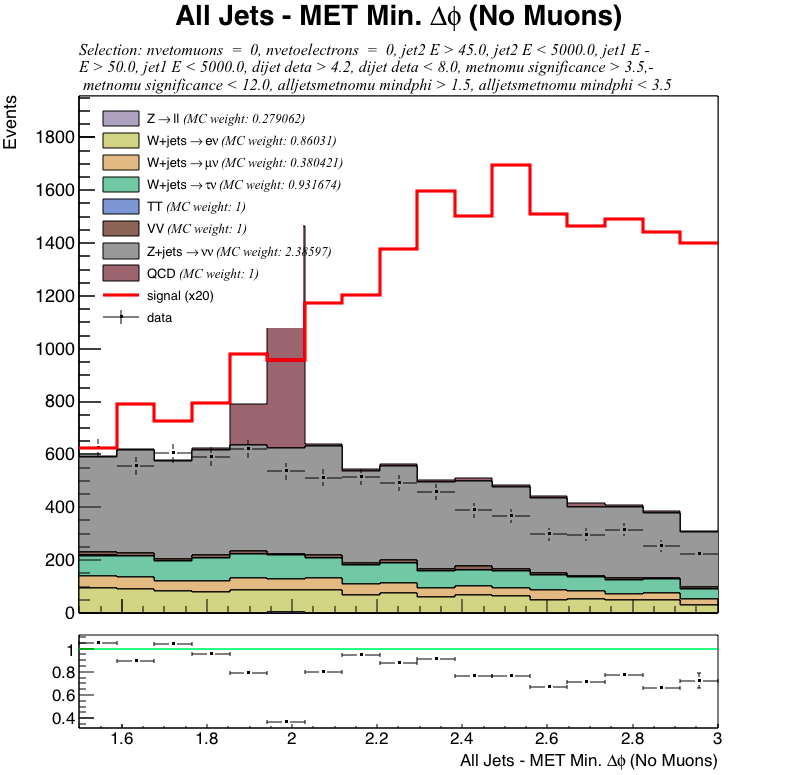 All Jets - MET Min. Δϕ (No Muons)
Selection: nvetomuons = 0, nvetoelectrons = 0, jet2 E > 45.0, jet2 E < 5000.0, jet1 E -
E > 50.0, jet1 E < 5000.0, dijet deta > 4.2, dijet deta < 8.0, metnomu significance > 3.5,-
metnomu significance < 12.0, alljetsmetnomu mindphi > 1.5, alljetsmetnomu mindphi < 3.5
Events
1800
1600
1400
1200
1000
800
600
400
200
0
Z→ll (MC weight: 0.279062)
W+jets→eν (MC weight: 0.86031)
W+jets→μν (MC weight: 0.380421)
W+jets→τν (MC weight: 0.931674)
TT (MC weight: 1)
VV (MC weight: 1)
Z+jets→νν (MC weight: 2.38597)
QCD (MC weight: 1)
signal (x20)
data
1
0.8
0.6
0.4
1.6 1.8 2 2.2 2.4 2.6 2.8 3
All Jets - MET Min. Δϕ (No Muons)